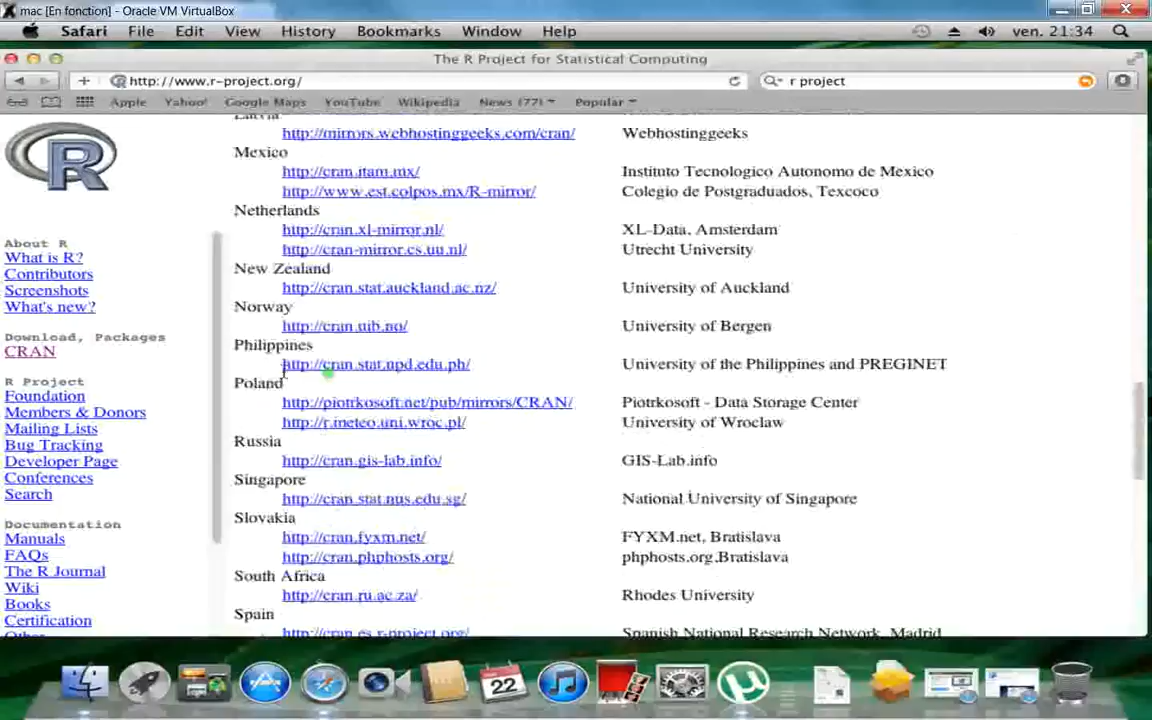 mac [En fonction] - Oracle VM VirtualBox
Safari File Edit View History Bookmarks Window Help ven. 21:34
The R Project for Statistical Computing
http://www.r-project.org/ r project
Apple Yahoo! Google Maps YouTube Wikipedia News (77) Popular
R
About R
What is R?
Contributors
Screenshots
What's new?
Download, Packages
CRAN
R Project
Foundation
Members & Donors
Mailing Lists
Bug Tracking
Developer Page
Conferences
Search
Documentation
Manuals
FAQs
The R Journal
Wiki
Books
Certification
Other
Latvia
http://mirrors.webhostinggeeks.com/cran/ Webhostinggeeks
Mexico
http://cran.itam.mx/ Instituto Tecnologico Autonomo de Mexico
http://www.est.colpos.mx/R-mirror/ Colegio de Postgraduados, Texcoco
Netherlands
http://cran.xl-mirror.nl/ XL-Data, Amsterdam
http://cran-mirror.cs.uu.nl/ Utrecht University
New Zealand
http://cran.stat.auckland.ac.nz/ University of Auckland
Norway
http://cran.uib.no/ University of Bergen
Philippines
http://cran.stat.upd.edu.ph/ University of the Philippines and PREGINET
Poland
http://piotrkosoft.net/pub/mirrors/CRAN/ Piotrkosoft - Data Storage Center
http://r.meteo.uni.wroc.pl/ University of Wroclaw
Russia
http://cran.gis-lab.info/ GIS-Lab.info
Singapore
http://cran.stat.nus.edu.sg/ National University of Singapore
Slovakia
http://cran.fyxm.net/ FYXM.net, Bratislava
http://cran.phphosts.org/ phphosts.org,Bratislava
South Africa
http://cran.ru.ac.za/ Rhodes University
Spain
http://cran.es.r-project.org/ Spanish National Research Network, Madrid
22